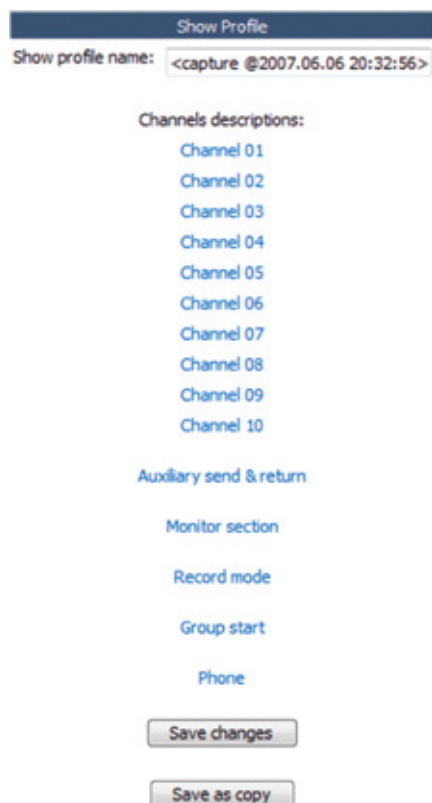 Show Profile
Show profile name: <capture @2007.06.06 20:32:56>
Channels descriptions:
Channel 01
Channel 02
Channel 03
Channel 04
Channel 05
Channel 06
Channel 07
Channel 08
Channel 09
Channel 10
Auxiliary send & return
Monitor section
Record mode
Group start
Phone
Save changes
Save as copy